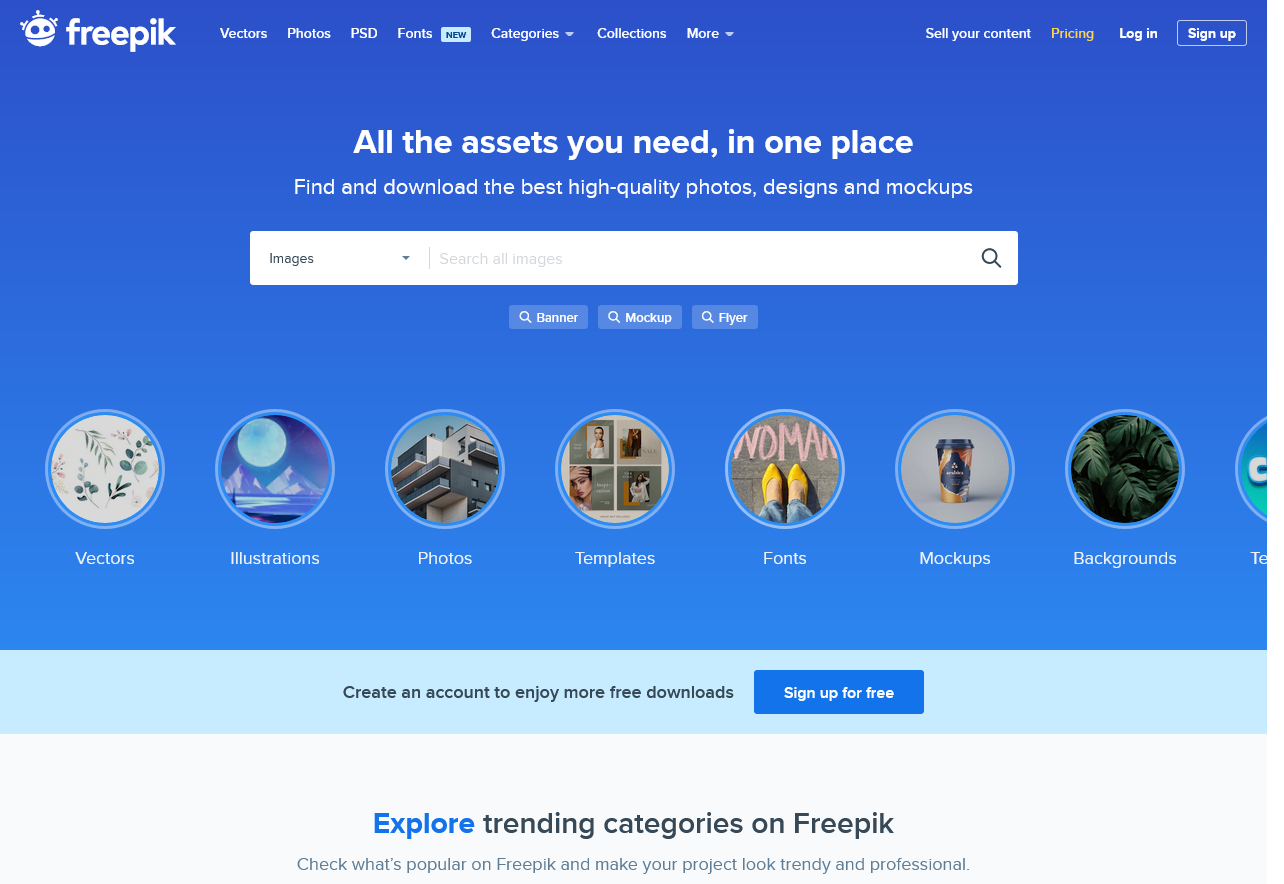 freepik
Vectors Photos PSD Fonts NEW Categories Collections More Sell your content Pricing Log in Sign up
All the assets you need, in one place
Find and download the best high-quality photos, designs and mockups
Images Search all images
Banner Mockup Flyer
WOMAN
Vectors Illustrations Photos Templates Fonts Mockups Backgrounds Te
Create an account to enjoy more free downloads Sign up for free
Explore trending categories on Freepik
Check what’s popular on Freepik and make your project look trendy and professional.